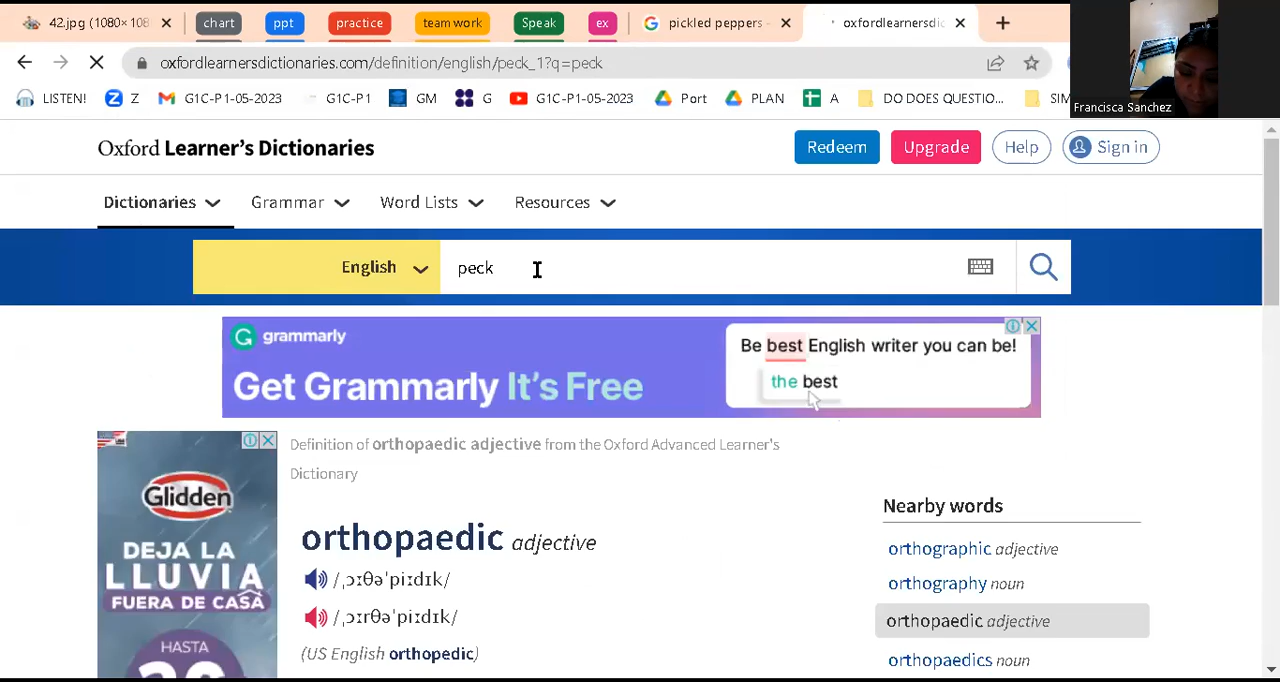 42.jpg (1080×108
chart
ppt
practice
team work
Speak
ex
pickled peppers -
oxfordlearnersdic
oxfordlearnersdictionaries.com/definition/english/peck_1?q=peck
LISTEN!
Z
G1C-P1-05-2023
G1C-P1
GM
G
G1C-P1-05-2023
Port
PLAN
A
DO DOES QUESTIO...
SIM
Francisca Sanchez
Oxford Learner's Dictionaries
Redeem
Upgrade
Help
Sign in
Dictionaries
Grammar
Word Lists
Resources
English
peck
grammarly
Get Grammarly It's Free
Be best English writer you can be!
the best
Definition of orthopaedic adjective from the Oxford Advanced Learner's
Dictionary
Glidden
DEJA LA
LLUVIA
FUERA DE CASA
HASTA
orthopaedic adjective
/ˌɔːθəˈpiːdɪk/
/ˌɔːrθəˈpiːdɪk/
(US English orthopedic)
Nearby words
orthographic adjective
orthography noun
orthopaedic adjective
orthopaedics noun